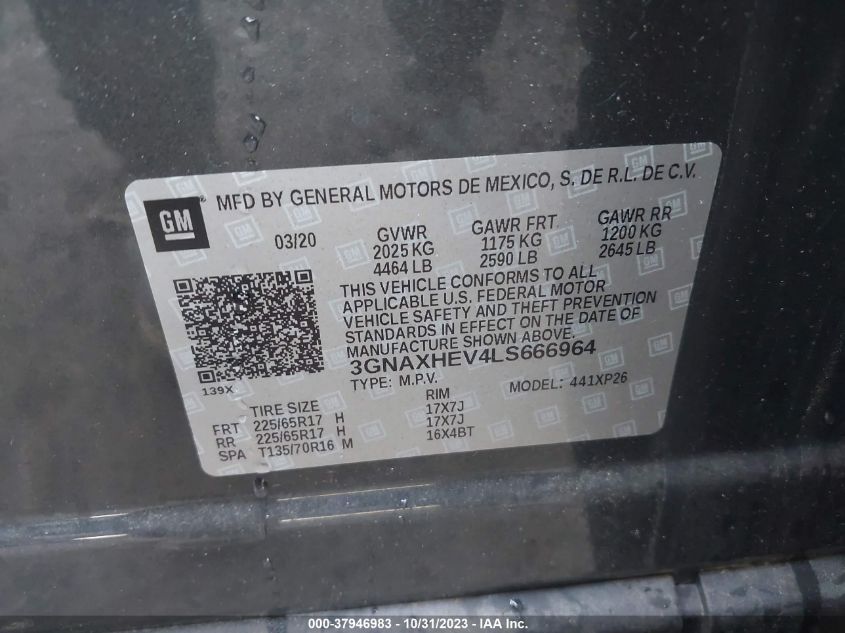 MFD BY GENERAL MOTORS DE MEXICO, S. DE R.L. DE C.V.
GM
03/20 GVWR GAWR FRT GAWR RR
2025 KG 1175 KG 1200 KG
4464 LB 2590 LB 2645 LB
THIS VEHICLE CONFORMS TO ALL
APPLICABLE U.S. FEDERAL MOTOR
VEHICLE SAFETY AND THEFT PREVENTION
STANDARDS IN EFFECT ON THE DATE OF
MANUFACTURE.
3GNAXHEV4LS666964
139X TYPE: M.P.V. MODEL: 441XP26
TIRE SIZE RIM
FRT 225/65R17 H 17X7J
RR 225/65R17 H 17X7J
SPA T135/70R16 M 16X4BT
000-37946983 - 10/31/2023 - IAA Inc.